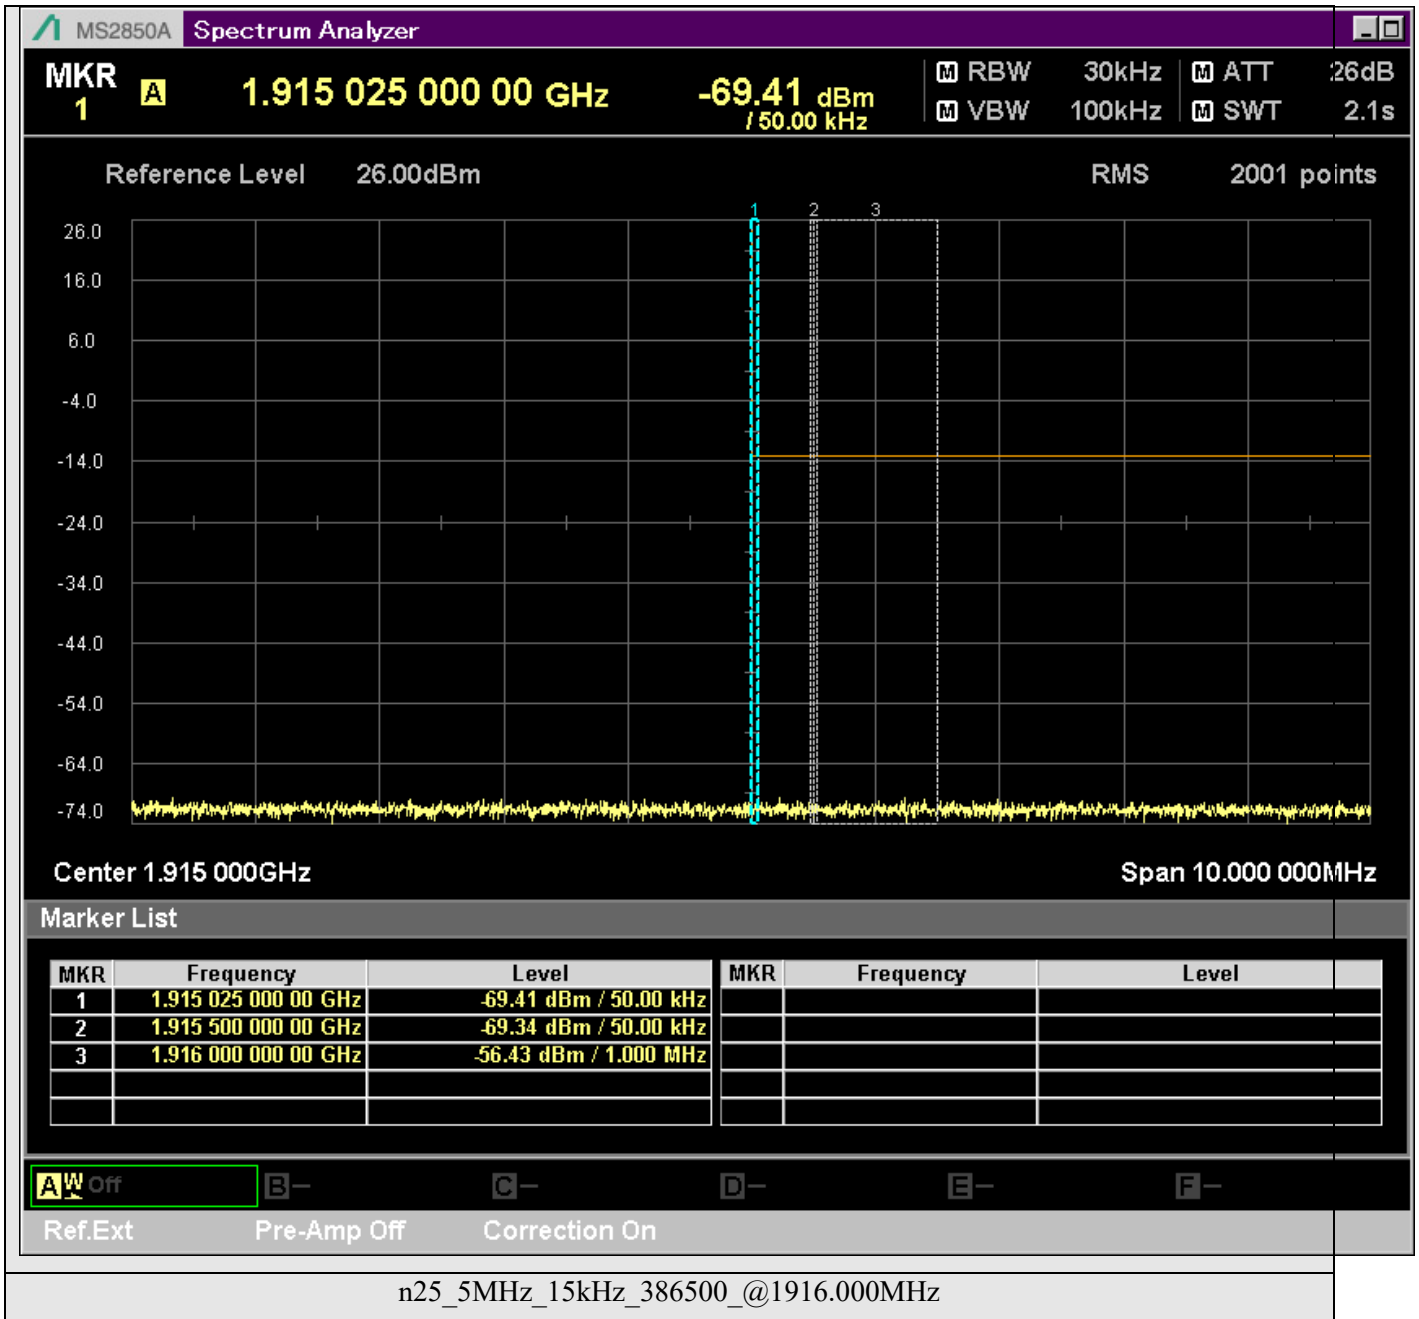 MS2850A Spectrum Analyzer
MKR 1 A 1.915 025 000 00 GHz -69.41 dBm / 50.00 kHz
M RBW 30kHz M ATT 26dB
M VBW 100kHz M SWT 2.1s
Reference Level 26.00dBm RMS 2001 points
1 2 3
26.0
16.0
6.0
-4.0
-14.0
-24.0
-34.0
-44.0
-54.0
-64.0
-74.0
Center 1.915 000GHz Span 10.000 000MHz
Marker List
MKR Frequency Level MKR Frequency Level
1 1.915 025 000 00 GHz -69.41 dBm / 50.00 kHz
2 1.915 500 000 00 GHz -69.34 dBm / 50.00 kHz
3 1.916 000 000 00 GHz -56.43 dBm / 1.000 MHz
A W Off B- C- D- E- F-
Ref.Ext Pre-Amp Off Correction On
n25_5MHz_15kHz_386500_@1916.000MHz